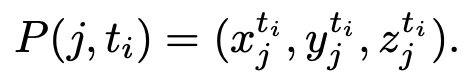 P(j, t_i) = (x_j^{t_i}, y_j^{t_i}, z_j^{t_i}).